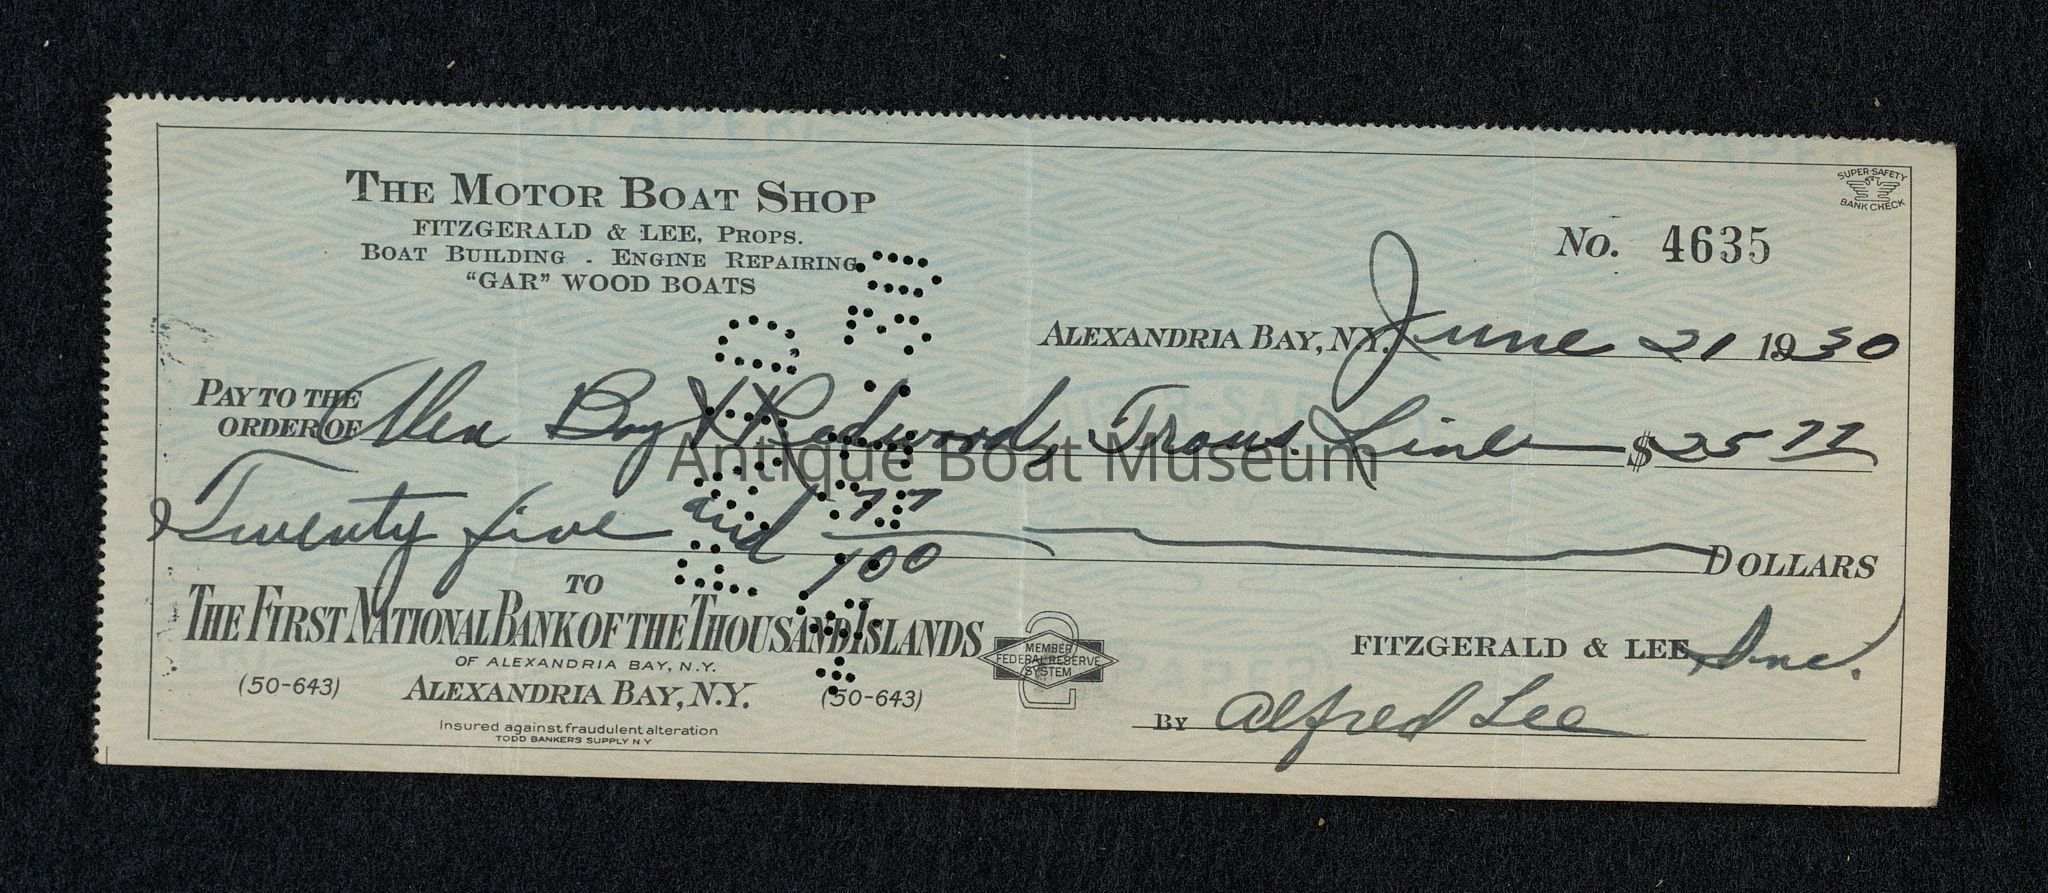 THE MOTOR BOAT SHOP
FITZGERALD & LEE, PROPS.
BOAT BUILDING - ENGINE REPAIRING
"GAR" WOOD BOATS
SUPER-SAFETY
BANK CHECK
No. 4635
ALEXANDRIA BAY, N.Y. June 21 1930
PAY TO THE
ORDER OF Alex Bay & Redwood Trans. Line $25 77
Twenty five and 77/100 DOLLARS
TO
THE FIRST NATIONAL BANK OF THE THOUSAND ISLANDS
OF ALEXANDRIA BAY, N.Y.
(50-643) ALEXANDRIA BAY, N.Y. (50-643)
Insured against fraudulent alteration
TODD BANKERS SUPPLY N Y
MEMBER
FEDERAL RESERVE
SYSTEM
FITZGERALD & LEE, Inc.
BY Alfred Lee
Antique Boat Museum